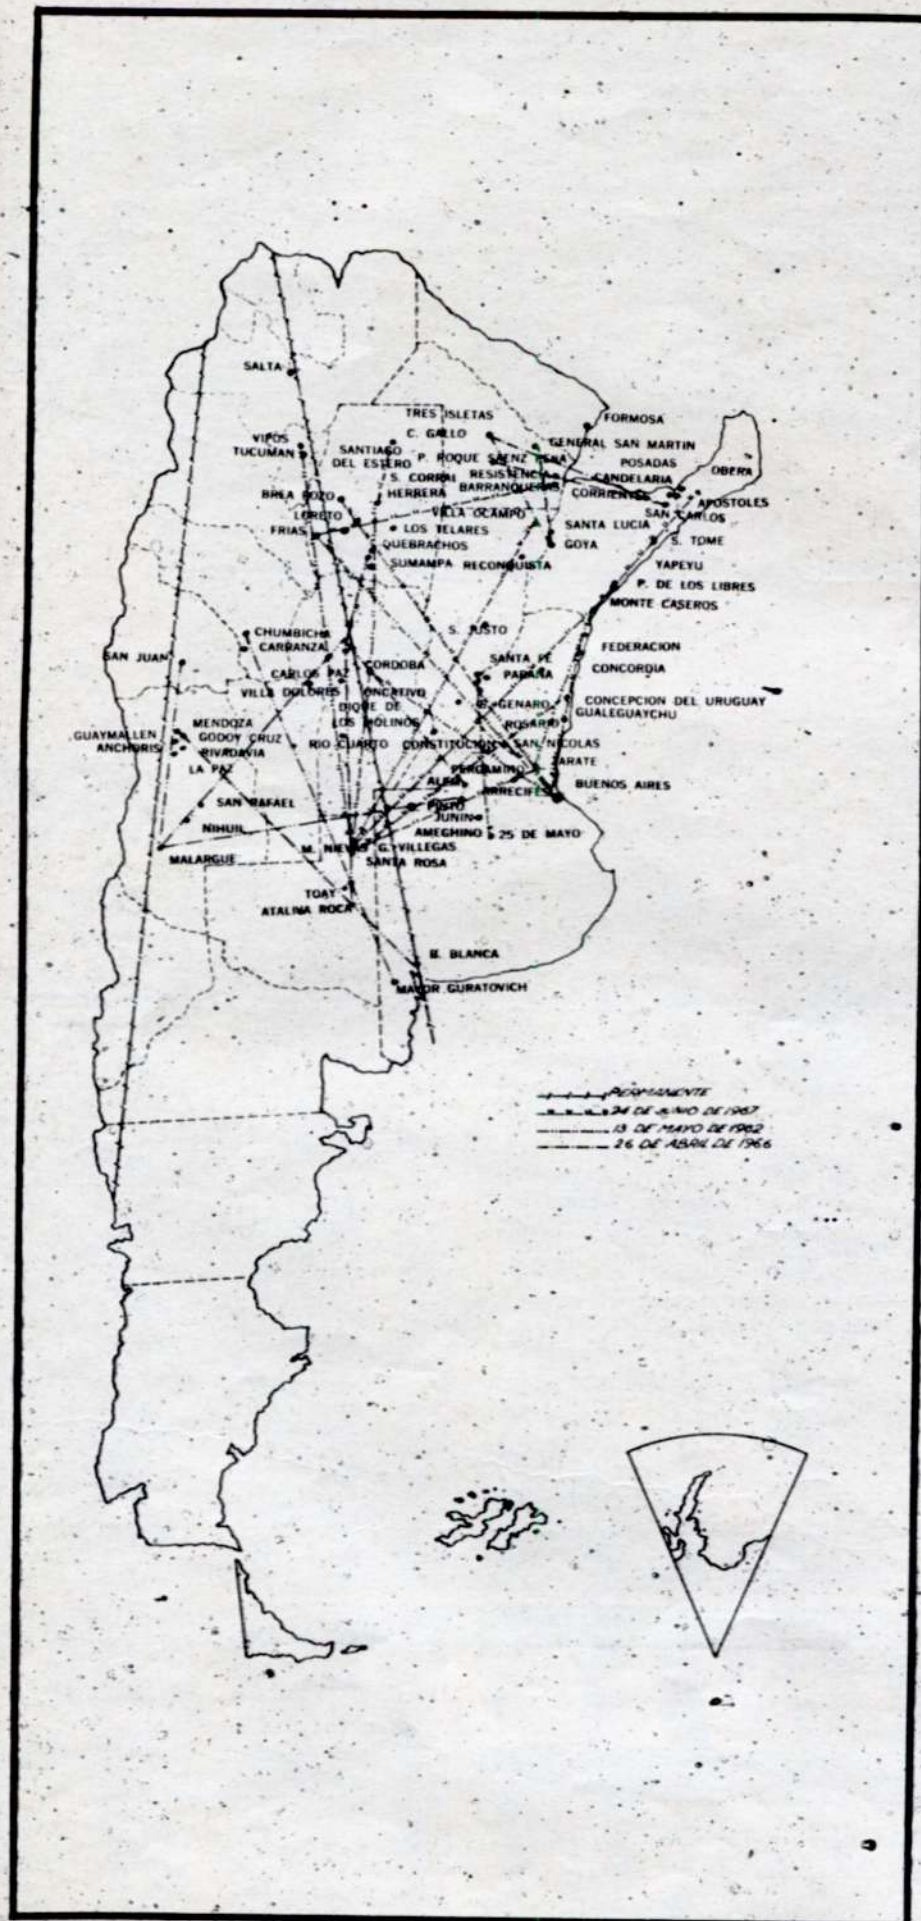 SALTA
TRES ISLETAS
FORMOSA
C. GALLO
VIPOS
TUCUMAN
SANTIAGO
DEL ESTERO
GENERAL SAN MARTIN
P. ROQUE SAENZ PEÑA
POSADAS
OBERA
S. CORRAL
RESISTENCIA
CANDELARIA
BREA POZO
HERRERA
BARRANQUERAS
CORRIENTES
APOSTOLES
LORETO
VILLA OCAMPO
SAN CARLOS
FRIAS
LOS TELARES
SANTA LUCIA
QUEBRACHOS
GOYA
S. TOME
SUMAMPA
RECONQUISTA
YAPEYU
P. DE LOS LIBRES
MONTE CASEROS
CHUMBICHA
CARRANZA
S. JUSTO
FEDERACION
SAN JUAN
CORDOBA
SANTA FE
CONCORDIA
CARLOS PAZ
PARANA
VILLA DOLORES
ONCATIVO
DIQUE DE
LOS MOLINOS
GENARO
CONCEPCION DEL URUGUAY
GUALEGUAYCHU
ROSARIO
MENDOZA
GUAYMALLEN
GODOY CRUZ
ANCHORIS
RIVADAVIA
RIO CUARTO
CONSTITUCION
SAN NICOLAS
LA PAZ
PERGAMINO
ARATE
ARRECIFES
BUENOS AIRES
SAN RAFAEL
PINTO
JUNIN
NIHUIL
AMEGHINO
25 DE MAYO
MALARGUE
G. VILLEGAS
SANTA ROSA
TOAY
ATALINA ROCA
B. BLANCA
MAYOR GURATOVICH
PERMANENTE
24 DE JUNIO DE 1967
13 DE MAYO DE 1962
26 DE ABRIL DE 1966